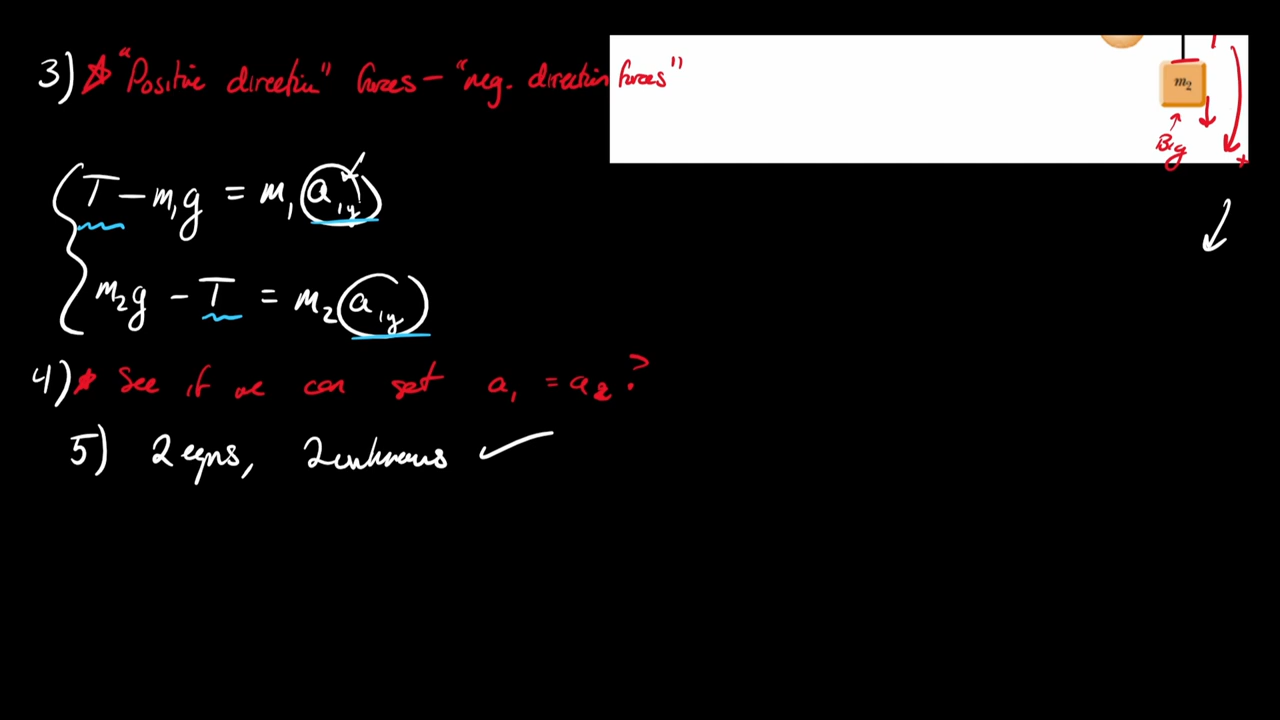 3) ☆ "Positive direction" forces – "neg. direction forces"
m₂
Big
+
T – m₁g = m₁ a₁y
m₂g – T = m₂ a₁y
4) * See if we can set a₁ = a₂ ?
5) 2 eqns, 2 unknowns ✓